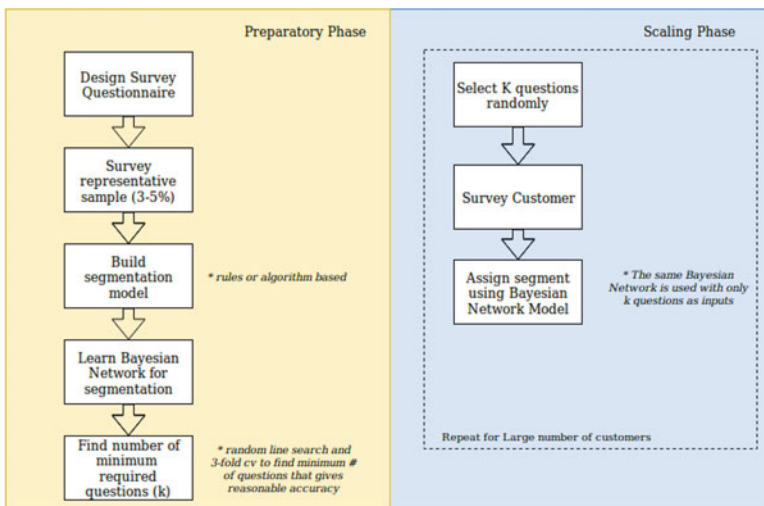 Preparatory Phase
Design Survey
Questionnaire
Survey
representative
sample (3-5%)
Build
segmentation
model
* rules or algorithm based
Learn Bayesian
Network for
segmentation
Find number of
minimum
required
questions (k)
* random line search and
3-fold cv to find minimum #
of questions that gives
reasonable accuracy
Scaling Phase
Select K questions
randomly
Survey Customer
Assign segment
using Bayesian
Network Model
* The same Bayesian
Network is used with only
k questions as inputs
Repeat for Large number of customers